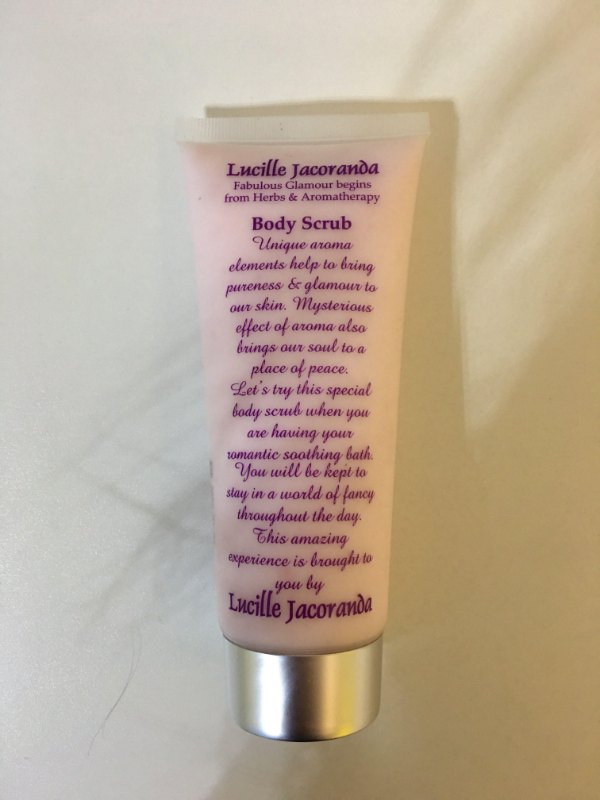 Lucille Jacoranda
Fabulous Glamour begins
from Herbs & Aromatherapy
Body Scrub
Unique aroma
elements help to bring
pureness & glamour to
our skin. Mysterious
effect of aroma also
brings our soul to a
place of peace.
Let's try this special
body scrub when you
are having your
romantic soothing bath.
You will be kept to
stay in a world of fancy
throughout the day.
This amazing
experience is brought to
you by
Lucille Jacoranda